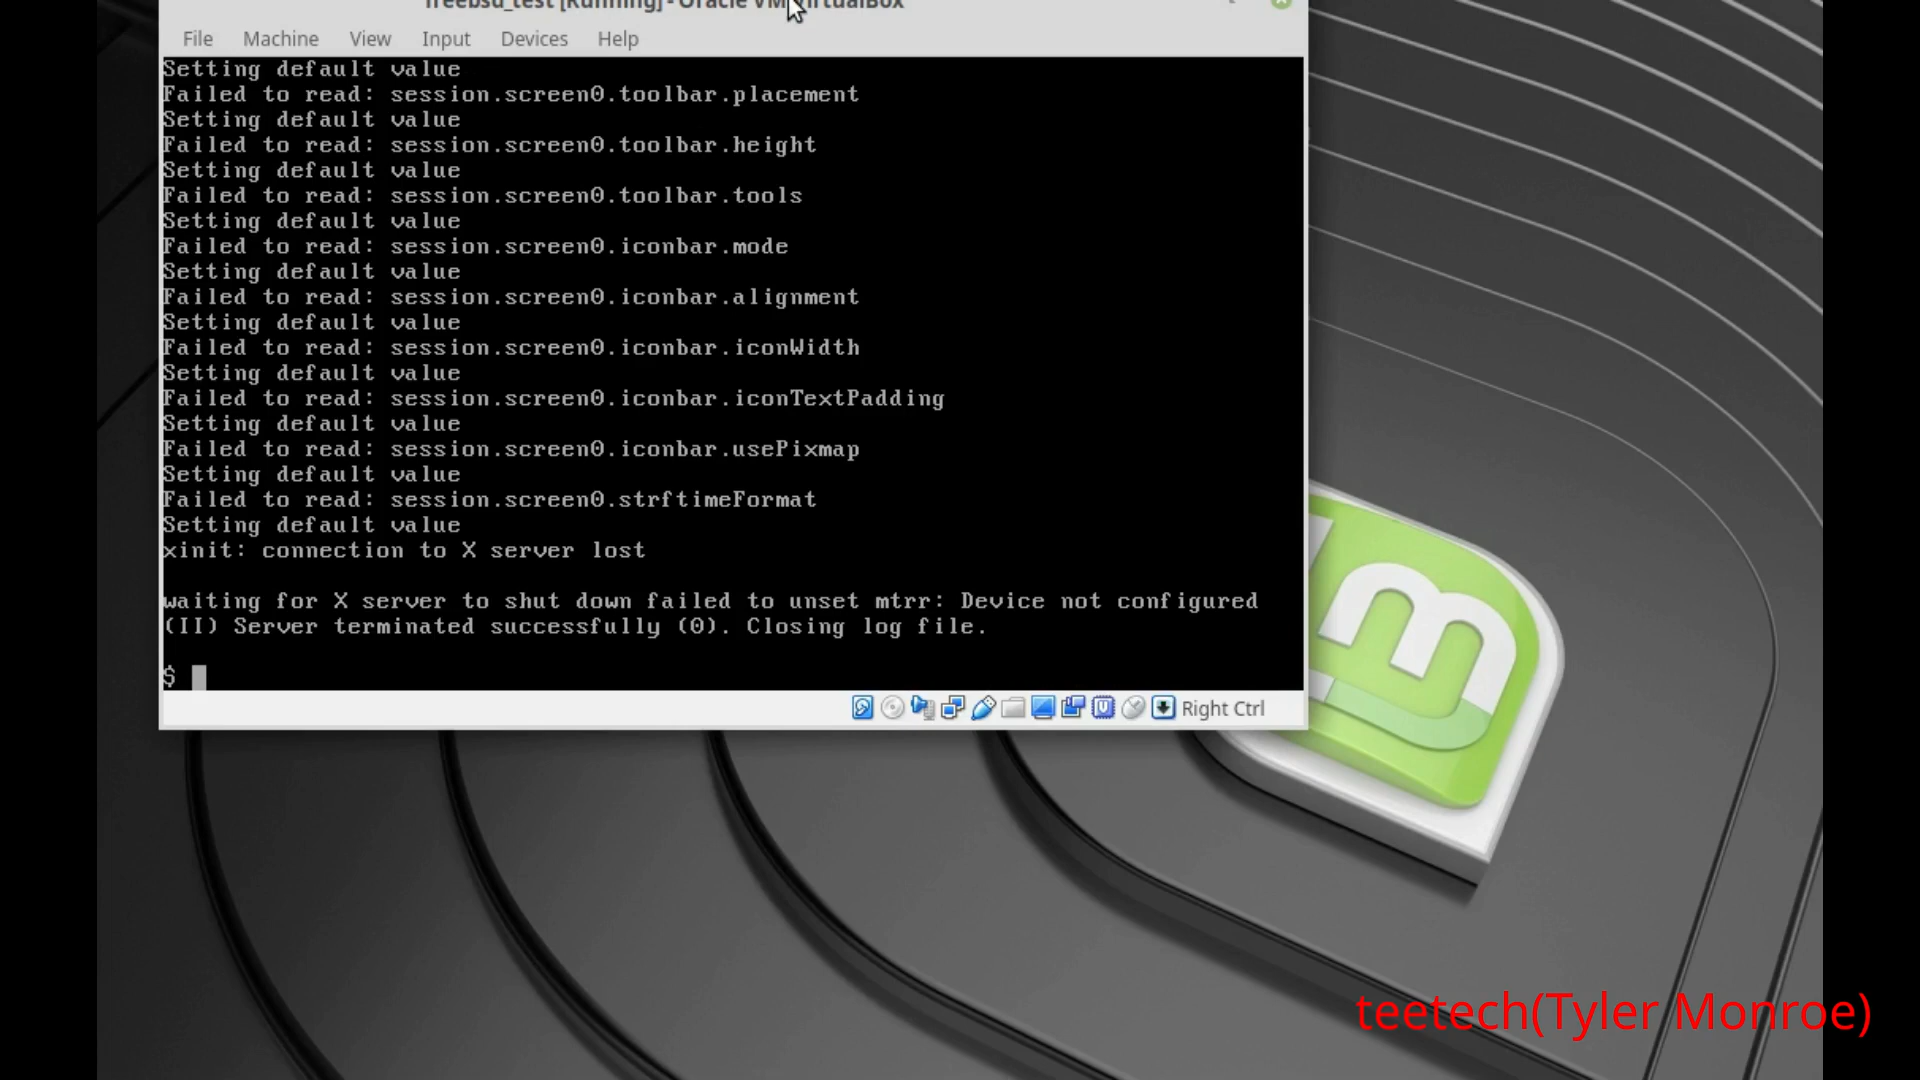 freebsd_test [Running] - Oracle VM VirtualBox
File Machine View Input Devices Help
Setting default value
Failed to read: session.screen0.toolbar.placement
Setting default value
Failed to read: session.screen0.toolbar.height
Setting default value
Failed to read: session.screen0.toolbar.tools
Setting default value
Failed to read: session.screen0.iconbar.mode
Setting default value
Failed to read: session.screen0.iconbar.alignment
Setting default value
Failed to read: session.screen0.iconbar.iconWidth
Setting default value
Failed to read: session.screen0.iconbar.iconTextPadding
Setting default value
Failed to read: session.screen0.iconbar.usePixmap
Setting default value
Failed to read: session.screen0.strftimeFormat
Setting default value
xinit: connection to X server lost
waiting for X server to shut down failed to unset mtrr: Device not configured
(II) Server terminated successfully (0). Closing log file.
$
Right Ctrl
teetech(Tyler Monroe)